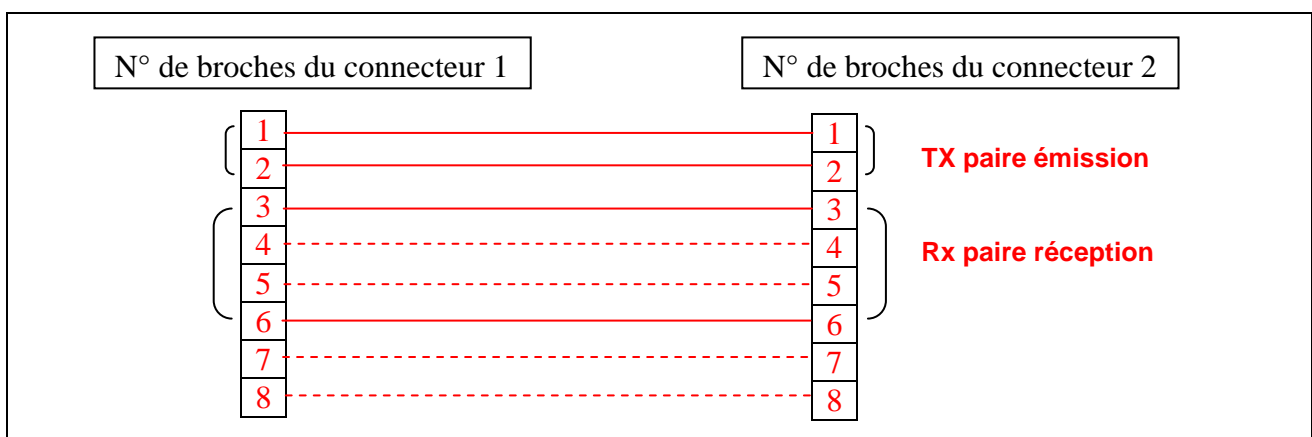 N° de broches du connecteur 1
N° de broches du connecteur 2
1 1
2 2
TX paire émission
3 3
4 4
Rx paire réception
5 5
6 6
7 7
8 8